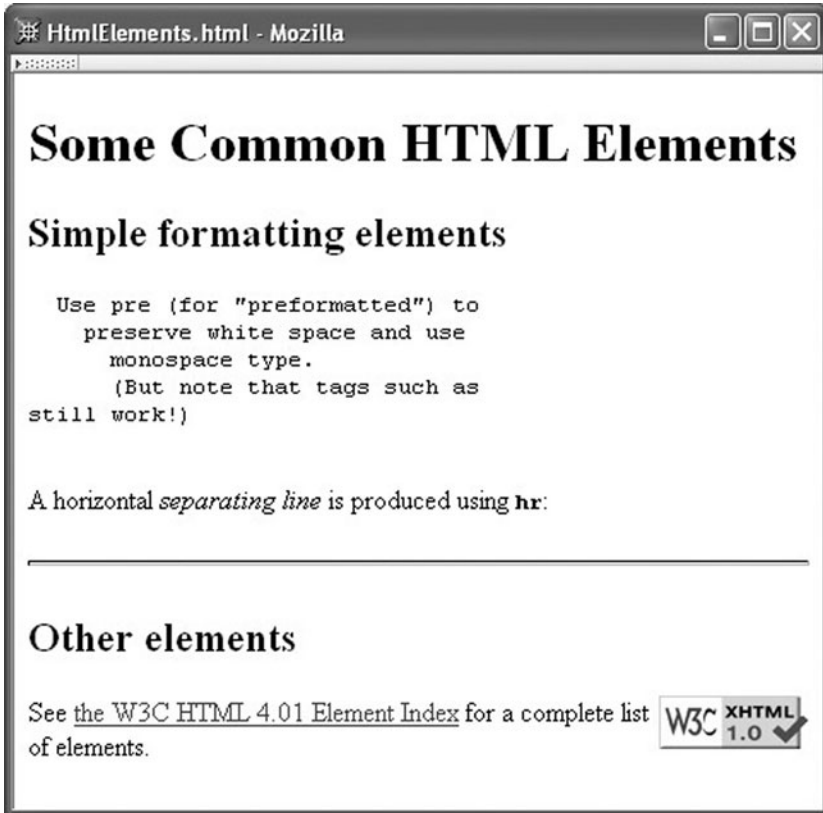 HtmlElements.html - Mozilla
Some Common HTML Elements
Simple formatting elements
Use pre (for "preformatted") to
preserve white space and use
monospace type.
(But note that tags such as
still work!)
A horizontal separating line is produced using hr:
Other elements
See the W3C HTML 4.01 Element Index for a complete list
of elements.
W3C XHTML
1.0